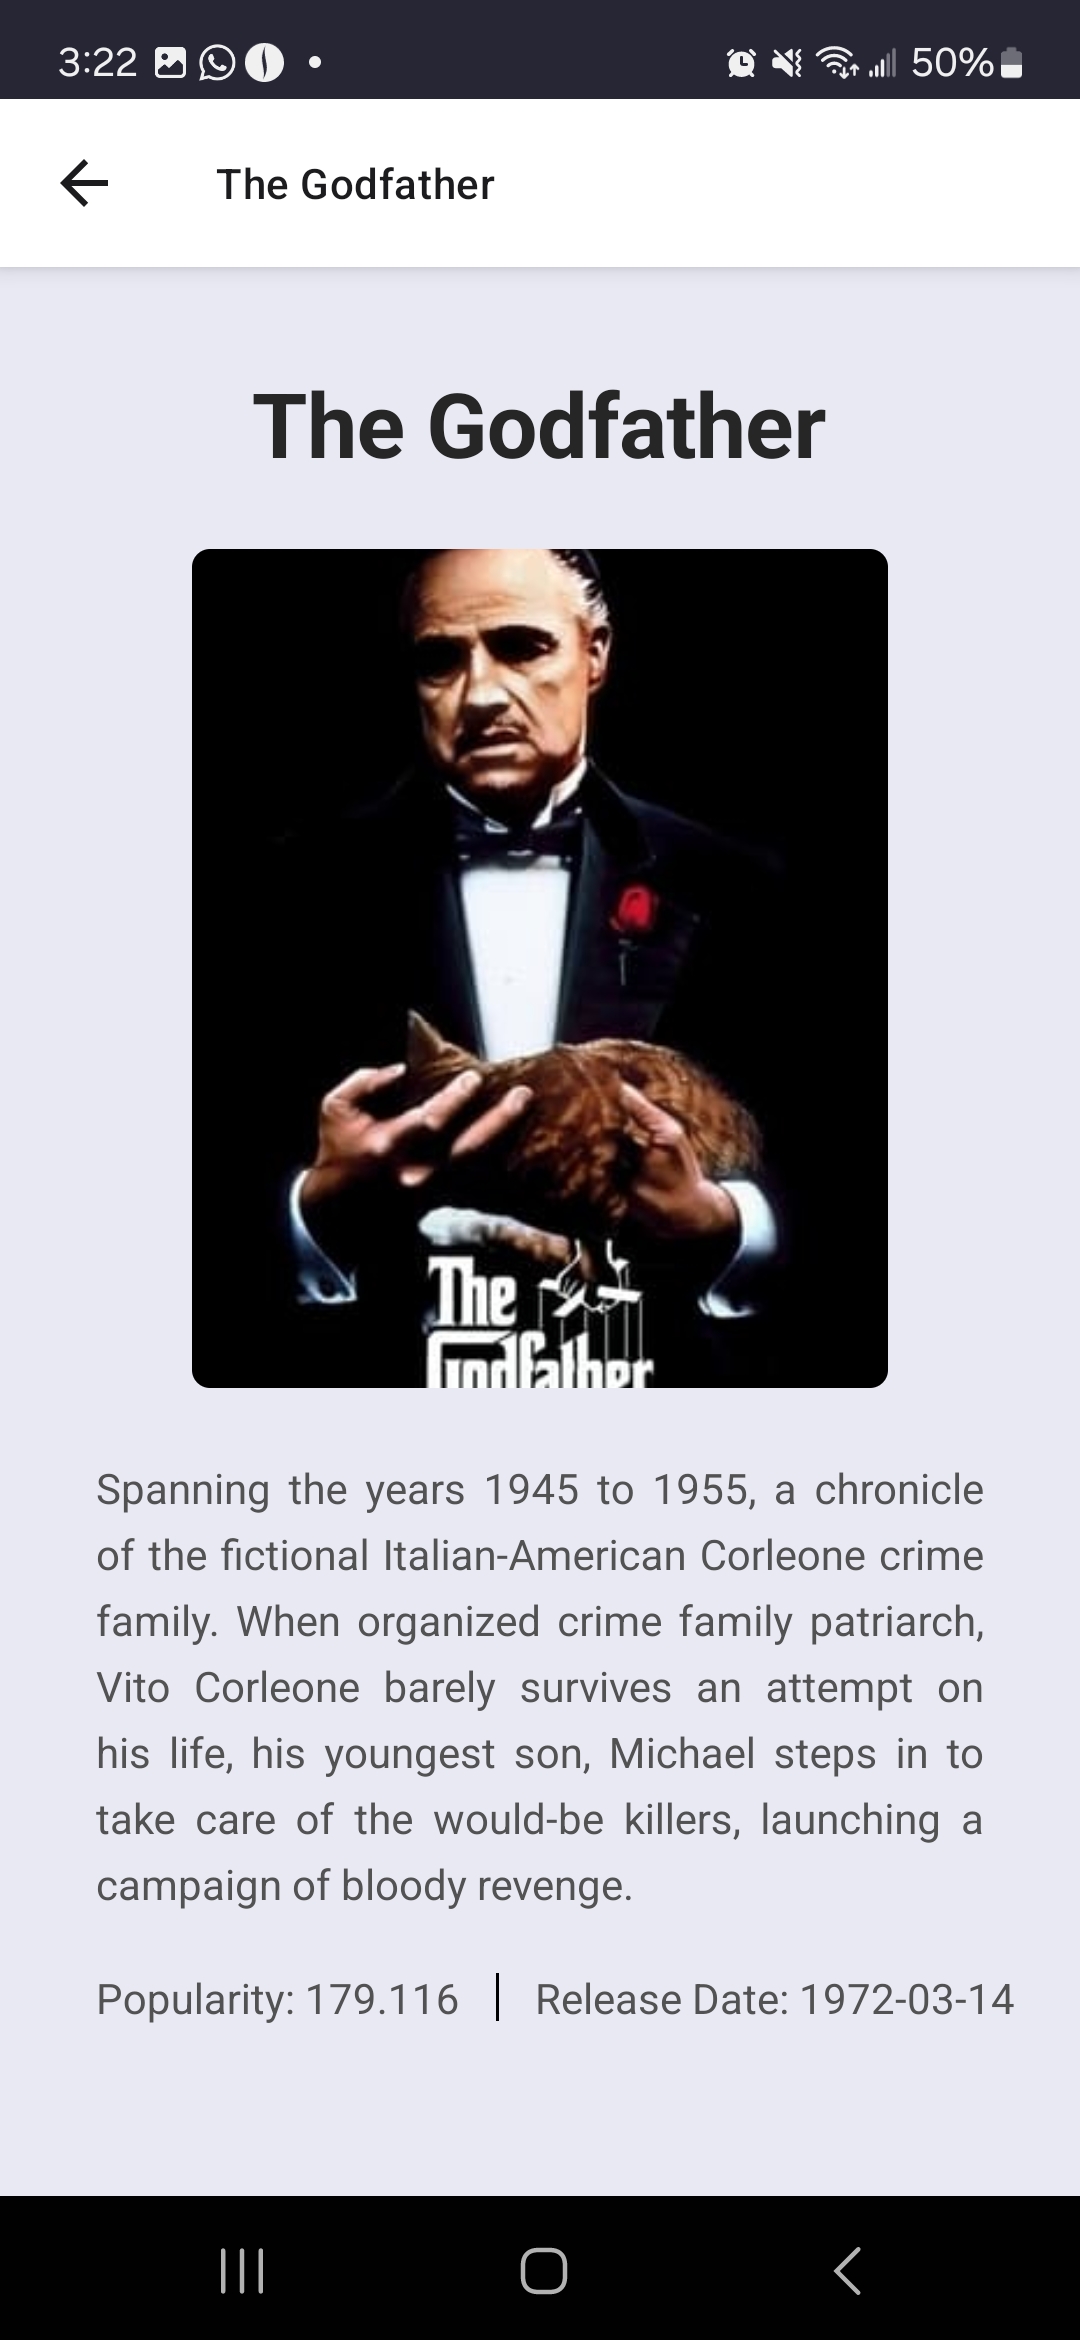 3:22
50%
The Godfather
The Godfather
The
Godfather
Spanning the years 1945 to 1955, a chronicle
of the fictional Italian-American Corleone crime
family. When organized crime family patriarch,
Vito Corleone barely survives an attempt on
his life, his youngest son, Michael steps in to
take care of the would-be killers, launching a
campaign of bloody revenge.
Popularity: 179.116 | Release Date: 1972-03-14